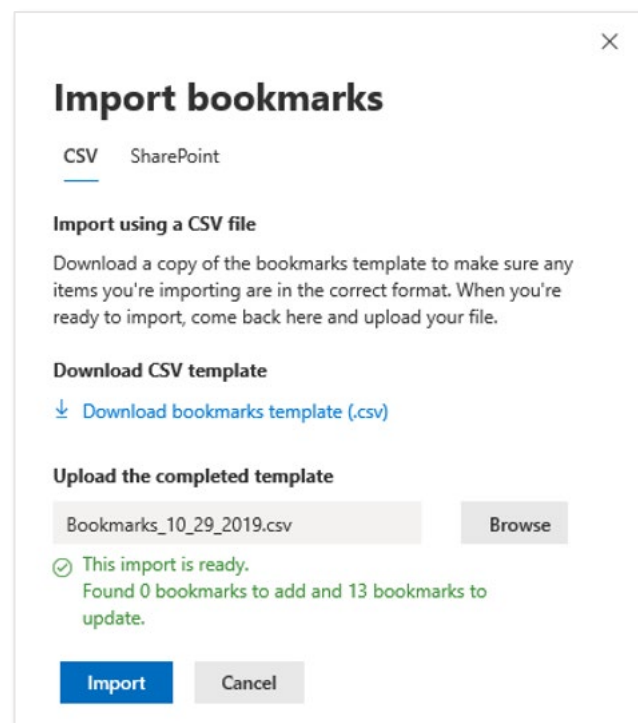 Import bookmarks
CSV SharePoint
Import using a CSV file
Download a copy of the bookmarks template to make sure any
items you're importing are in the correct format. When you're
ready to import, come back here and upload your file.
Download CSV template
Download bookmarks template (.csv)
Upload the completed template
Bookmarks_10_29_2019.csv Browse
This import is ready.
Found 0 bookmarks to add and 13 bookmarks to
update.
Import Cancel